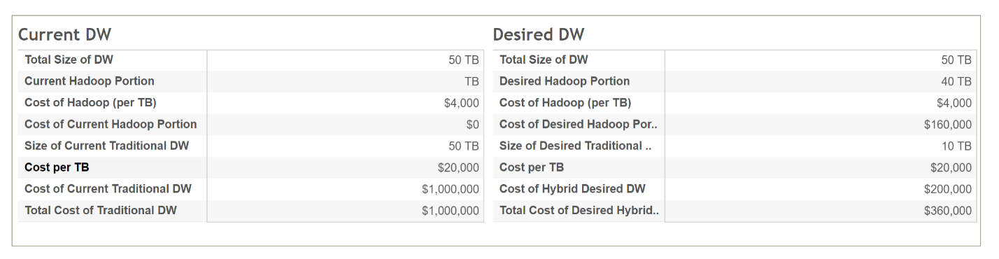 Current DW
Total Size of DW 50 TB
Current Hadoop Portion TB
Cost of Hadoop (per TB) $4,000
Cost of Current Hadoop Portion $0
Size of Current Traditional DW 50 TB
Cost per TB $20,000
Cost of Current Traditional DW $1,000,000
Total Cost of Traditional DW $1,000,000
Desired DW
Total Size of DW 50 TB
Desired Hadoop Portion 40 TB
Cost of Hadoop (per TB) $4,000
Cost of Desired Hadoop Por.. $160,000
Size of Desired Traditional .. 10 TB
Cost per TB $20,000
Cost of Hybrid Desired DW $200,000
Total Cost of Desired Hybrid.. $360,000